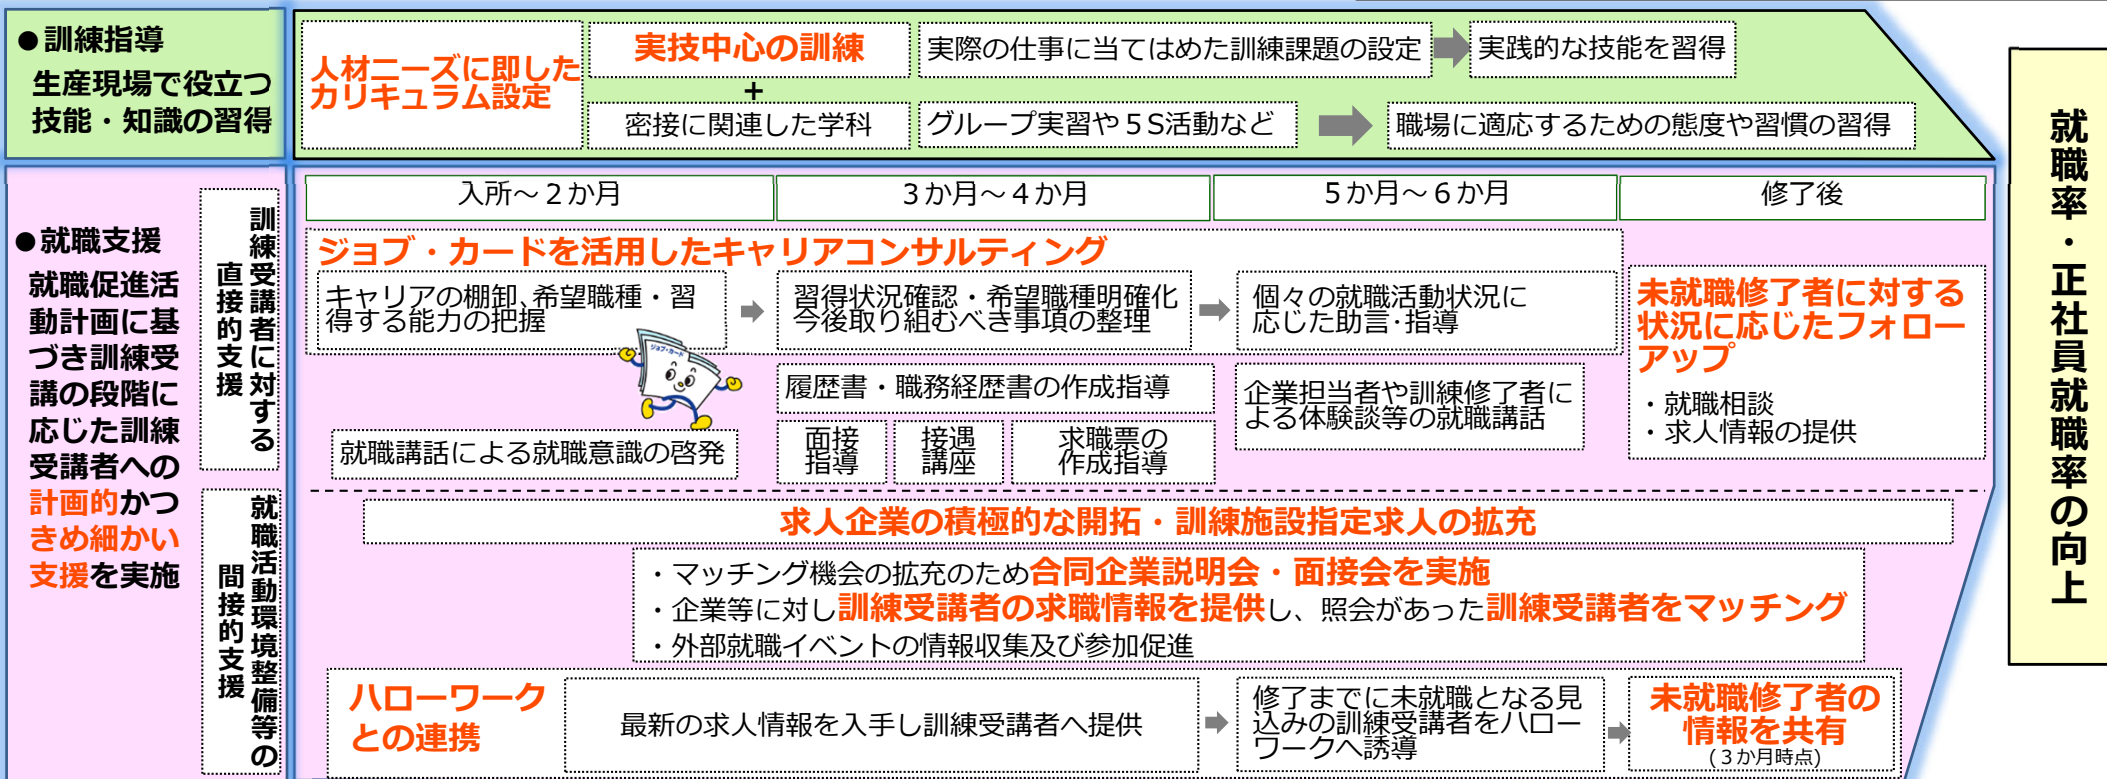 ●訓練指導
生産現場で役立つ
技能・知識の習得
人材ニーズに即した
カリキュラム設定
実技中心の訓練
+
密接に関連した学科
実際の仕事に当てはめた訓練課題の設定
実践的な技能を習得
グループ実習や5S活動など
職場に適応するための態度や習慣の習得
●就職支援
就職促進活
動計画に基
づき訓練受
講の段階に
応じた訓練
受講者への
計画的かつ
きめ細かい
支援を実施
訓練受講者に対する
直接的支援
入所~2か月
3か月~4か月
5か月~6か月
修了後
ジョブ・カードを活用したキャリアコンサルティング
キャリアの棚卸、希望職種・習
得する能力の把握
習得状況確認・希望職種明確化
今後取り組むべき事項の整理
個々の就職活動状況に
応じた助言・指導
ジョブ・カード
就職講話による就職意識の啓発
履歴書・職務経歴書の作成指導
面接
指導
接遇
講座
求職票の
作成指導
企業担当者や訓練修了者に
よる体験談等の就職講話
未就職修了者に対する
状況に応じたフォロー
アップ
・就職相談
・求人情報の提供
就職活動環境整備等の
間接的支援
求人企業の積極的な開拓・訓練施設指定求人の拡充
・マッチング機会の拡充のため合同企業説明会・面接会を実施
・企業等に対し訓練受講者の求職情報を提供し、照会があった訓練受講者をマッチング
・外部就職イベントの情報収集及び参加促進
ハローワーク
との連携
最新の求人情報を入手し訓練受講者へ提供
修了までに未就職となる見
込みの訓練受講者をハロー
ワークへ誘導
未就職修了者の
情報を共有
(3か月時点)
就職率・正社員就職率の向上